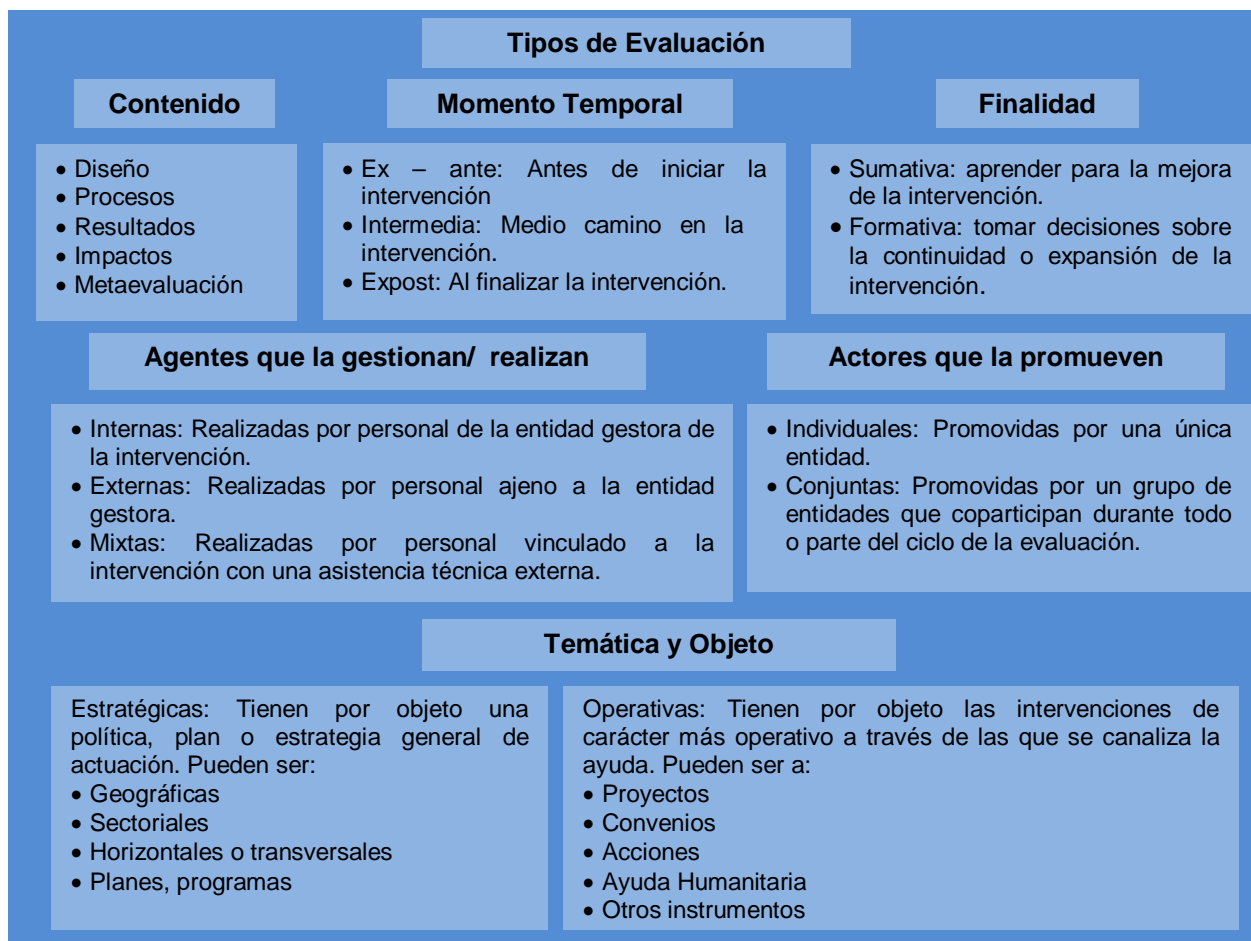 Tipos de Evaluación
Contenido
• Diseño
• Procesos
• Resultados
• Impactos
• Metaevaluación
Momento Temporal
• Ex – ante: Antes de iniciar la
intervención
• Intermedia: Medio camino en la
intervención.
• Expost: Al finalizar la intervención.
Finalidad
• Sumativa: aprender para la mejora
de la intervención.
• Formativa: tomar decisiones sobre
la continuidad o expansión de la
intervención.
Agentes que la gestionan/ realizan
• Internas: Realizadas por personal de la entidad gestora de
la intervención.
• Externas: Realizadas por personal ajeno a la entidad
gestora.
• Mixtas: Realizadas por personal vinculado a la
intervención con una asistencia técnica externa.
Actores que la promueven
• Individuales: Promovidas por una única
entidad.
• Conjuntas: Promovidas por un grupo de
entidades que coparticipan durante todo
o parte del ciclo de la evaluación.
Temática y Objeto
Estratégicas: Tienen por objeto una
política, plan o estrategia general de
actuación. Pueden ser:
• Geográficas
• Sectoriales
• Horizontales o transversales
• Planes, programas
Operativas: Tienen por objeto las intervenciones de
carácter más operativo a través de las que se canaliza la
ayuda. Pueden ser a:
• Proyectos
• Convenios
• Acciones
• Ayuda Humanitaria
• Otros instrumentos